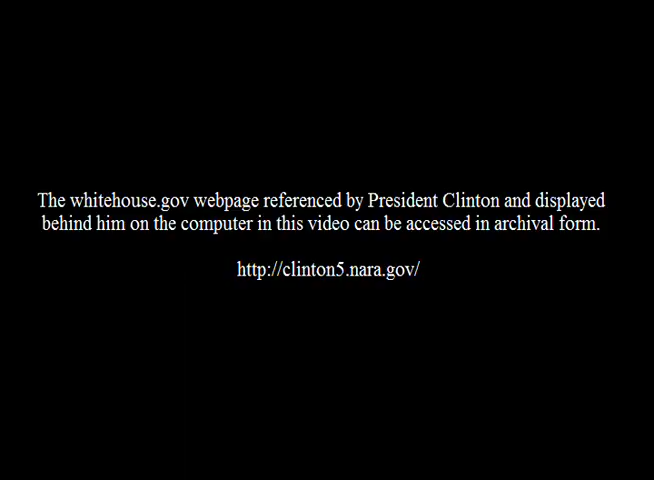 The whitehouse.gov webpage referenced by President Clinton and displayed
behind him on the computer in this video can be accessed in archival form.
http://clinton5.nara.gov/